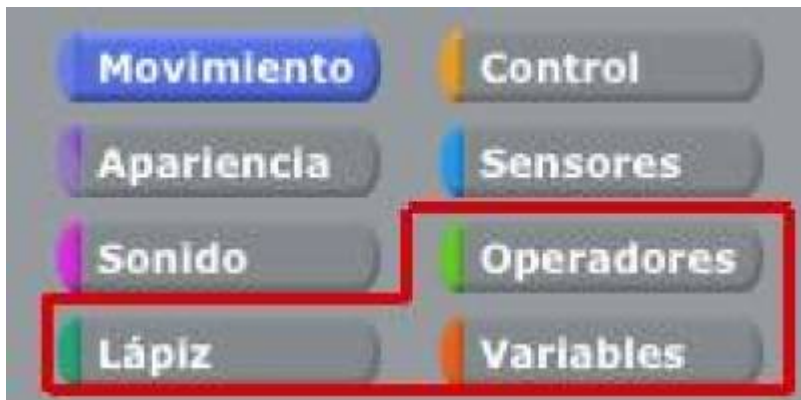 Movimiento Control
Apariencia Sensores
Sonido Operadores
Lápiz Variables